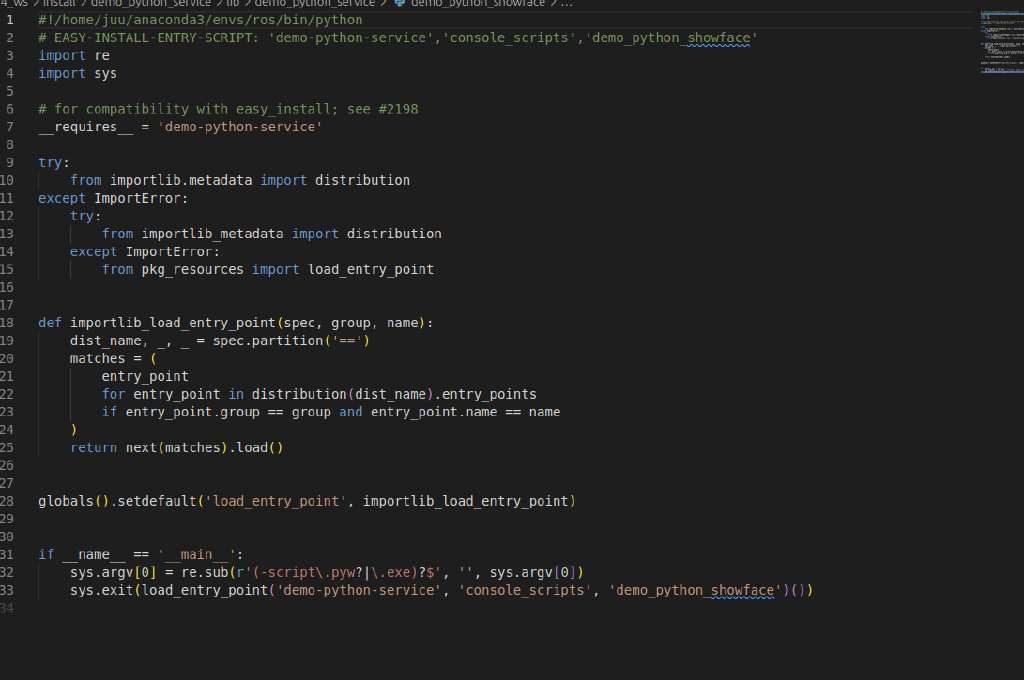 4_ws > install > demo_python_service > lib > demo_python_service > demo_python_showface > ...
1 #!/home/juu/anaconda3/envs/ros/bin/python
2 # EASY-INSTALL-ENTRY-SCRIPT: 'demo-python-service','console_scripts','demo_python_showface'
3 import re
4 import sys
5
6 # for compatibility with easy_install; see #2198
7 __requires__ = 'demo-python-service'
8
9 try:
10     from importlib.metadata import distribution
11 except ImportError:
12     try:
13         from importlib_metadata import distribution
14     except ImportError:
15         from pkg_resources import load_entry_point
16
17
18 def importlib_load_entry_point(spec, group, name):
19     dist_name, _, _ = spec.partition('==')
20     matches = (
21         entry_point
22         for entry_point in distribution(dist_name).entry_points
23         if entry_point.group == group and entry_point.name == name
24     )
25     return next(matches).load()
26
27
28 globals().setdefault('load_entry_point', importlib_load_entry_point)
29
30
31 if __name__ == '__main__':
32     sys.argv[0] = re.sub(r'(-script\.pyw?|\.exe)?$', '', sys.argv[0])
33     sys.exit(load_entry_point('demo-python-service', 'console_scripts', 'demo_python_showface')())
34